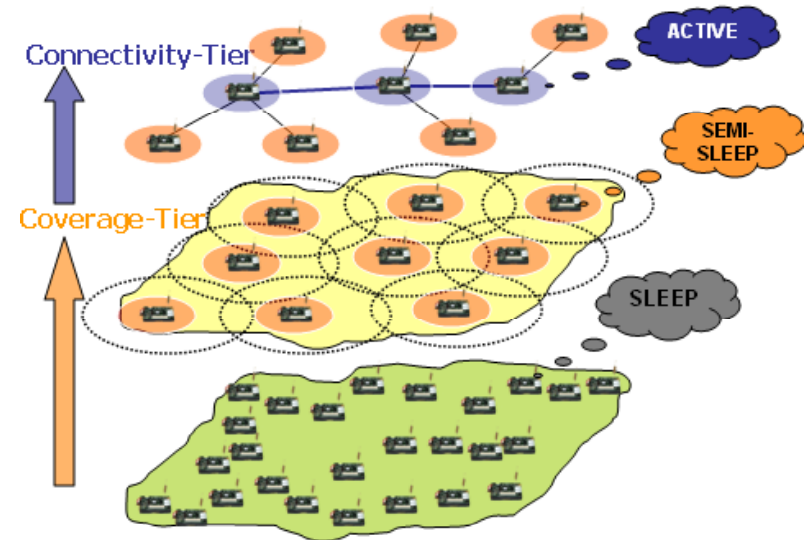 ACTIVE
Connectivity-Tier
SEMI-
SLEEP
Coverage-Tier
SLEEP